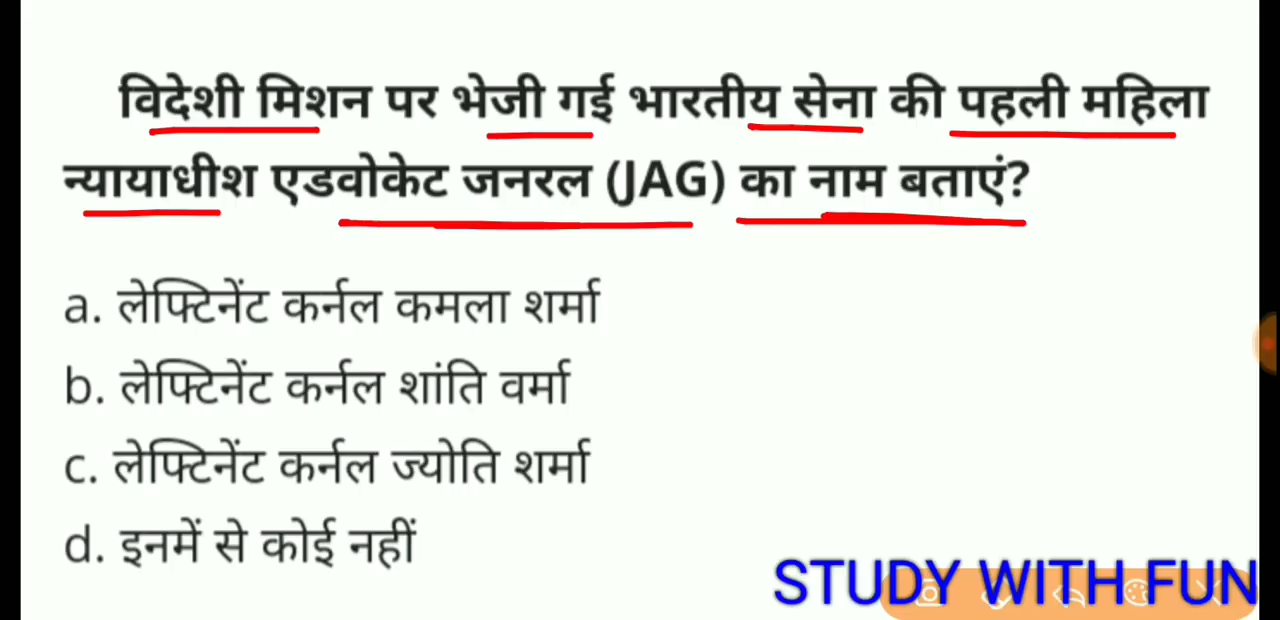 विदेशी मिशन पर भेजी गई भारतीय सेना की पहली महिला
न्यायाधीश एडवोकेट जनरल (JAG) का नाम बताएं?
a. लेफ्टिनेंट कर्नल कमला शर्मा
b. लेफ्टिनेंट कर्नल शांति वर्मा
c. लेफ्टिनेंट कर्नल ज्योति शर्मा
d. इनमें से कोई नहीं
STUDY WITH FUN